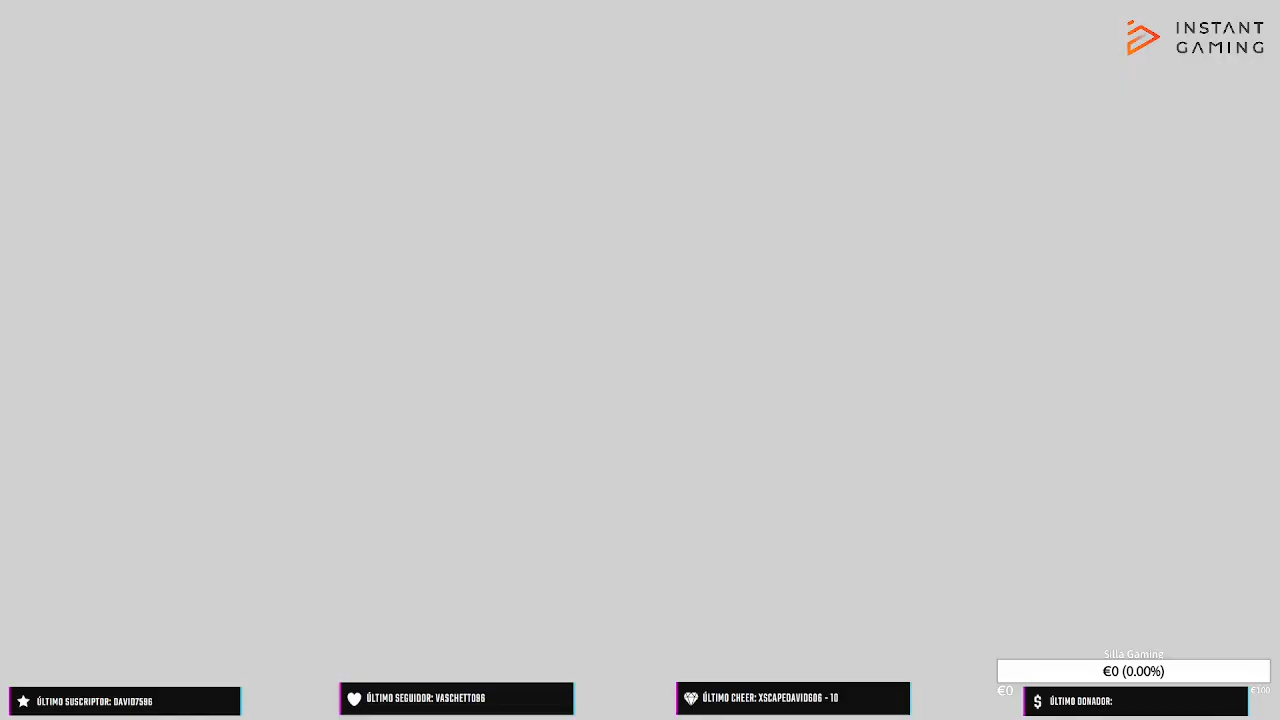 INSTANT
GAMING
Silla Gaming
€0 (0.00%)
€0
€100
ÚLTIMO SUSCRIPTOR: DAVID7596
ÚLTIMO SEGUIDOR: VASCHETTO86
ÚLTIMO CHEER: XSCAPEDAVID606 - 10
ÚLTIMO DONADOR: